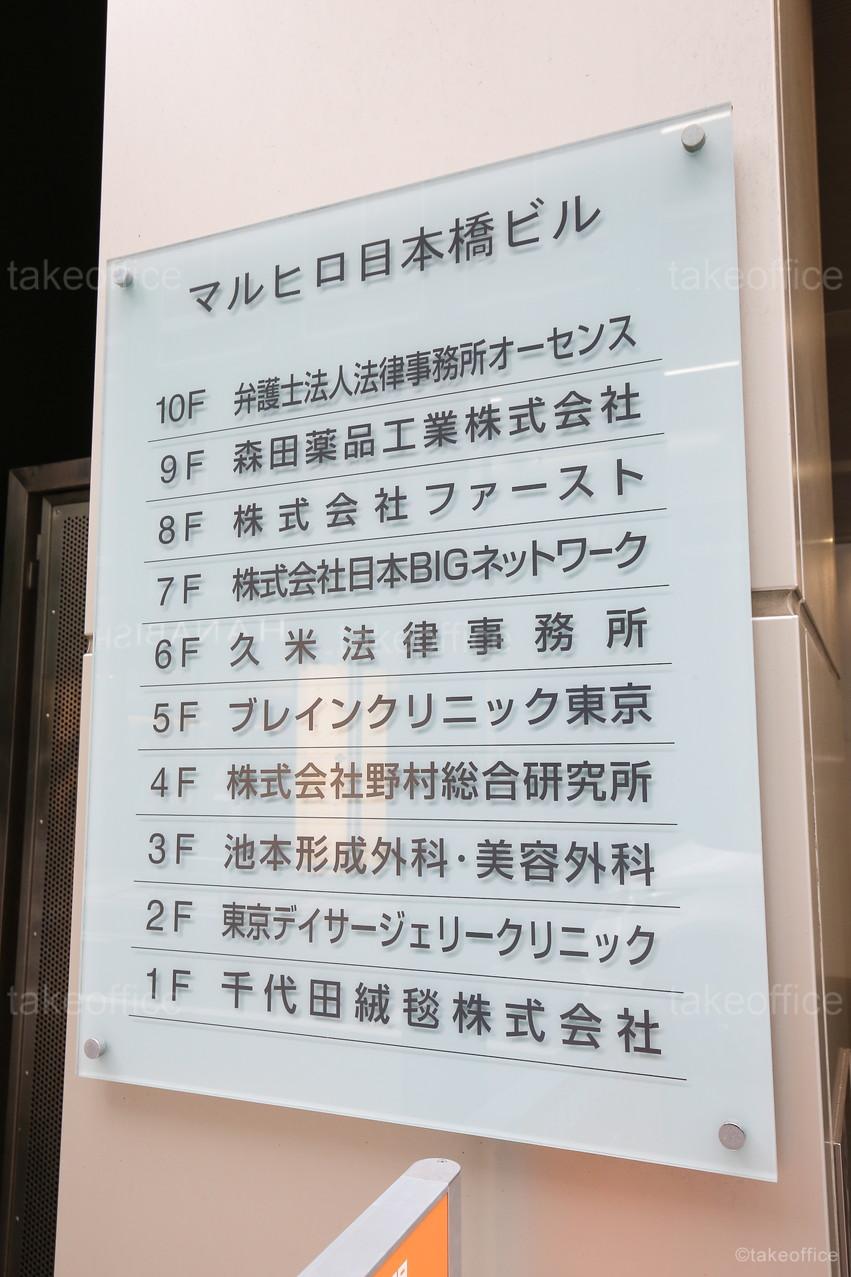 マルヒロ日本橋ビル
10F 弁護士法人法律事務所オーセンス
9F 森田薬品工業株式会社
8F 株式会社ファースト
7F 株式会社日本BIGネットワーク
6F 久米法律事務所
5F ブレインクリニック東京
4F 株式会社野村総合研究所
3F 池本形成外科・美容外科
2F 東京デイサージェリークリニック
1F 千代田絨毯株式会社
takeoffice
takeoffice
takeoffice
takeoffice
takeoffice
©takeoffice